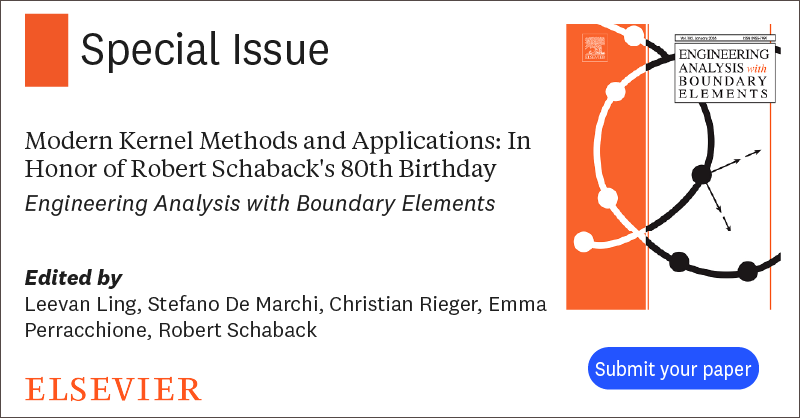 Special Issue
Modern Kernel Methods and Applications: In
Honor of Robert Schaback's 80th Birthday
Engineering Analysis with Boundary Elements
Edited by
Leevan Ling, Stefano De Marchi, Christian Rieger, Emma
Perracchione, Robert Schaback
ELSEVIER
ENGINEERING
ANALYSIS with
BOUNDARY
ELEMENTS
Submit your paper